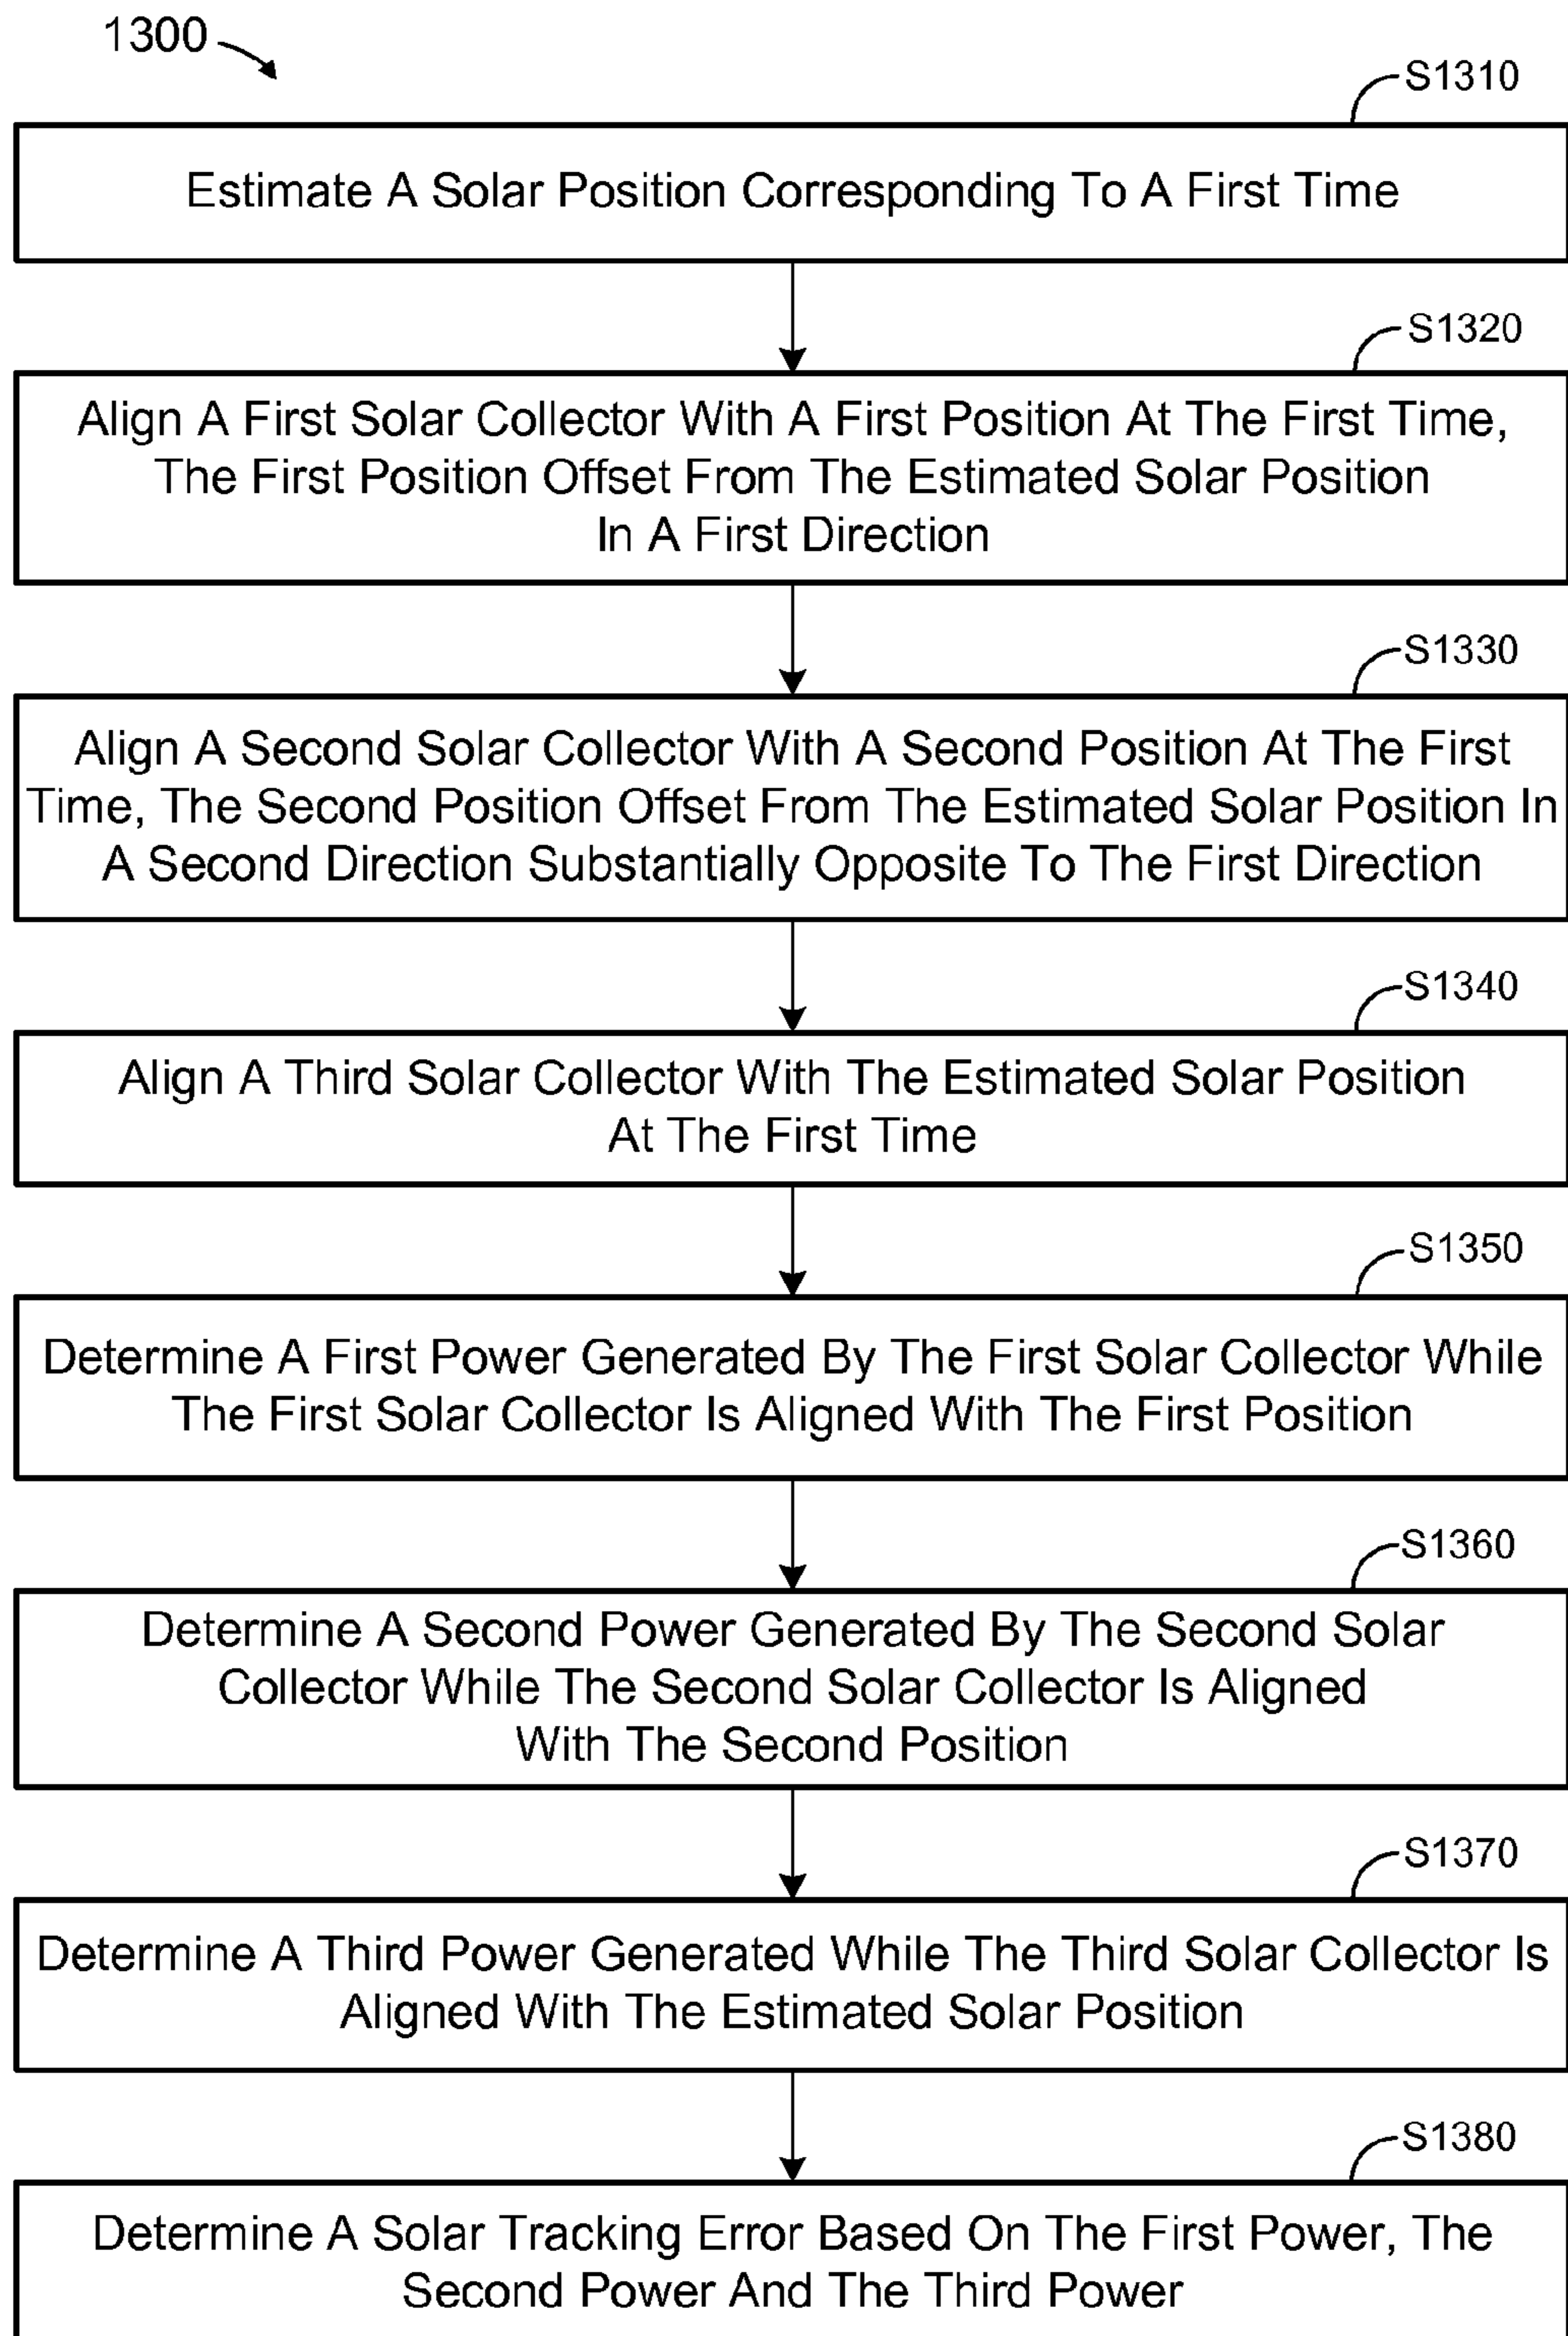 1300
S1310
Estimate A Solar Position Corresponding To A First Time
S1320
Align A First Solar Collector With A First Position At The First Time,
The First Position Offset From The Estimated Solar Position
In A First Direction
S1330
Align A Second Solar Collector With A Second Position At The First
Time, The Second Position Offset From The Estimated Solar Position In
A Second Direction Substantially Opposite To The First Direction
S1340
Align A Third Solar Collector With The Estimated Solar Position
At The First Time
S1350
Determine A First Power Generated By The First Solar Collector While
The First Solar Collector Is Aligned With The First Position
S1360
Determine A Second Power Generated By The Second Solar
Collector While The Second Solar Collector Is Aligned
With The Second Position
S1370
Determine A Third Power Generated While The Third Solar Collector Is
Aligned With The Estimated Solar Position
S1380
Determine A Solar Tracking Error Based On The First Power, The
Second Power And The Third Power